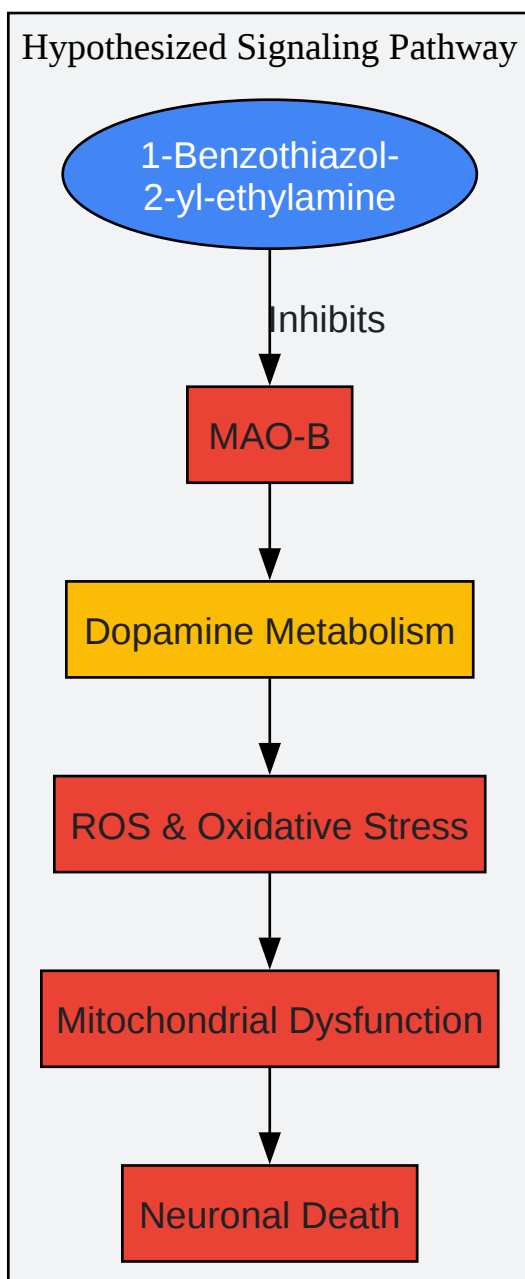 Hypothesized Signaling Pathway
1-Benzothiazol-
2-yl-ethylamine
Inhibits
MAO-B
Dopamine Metabolism
ROS & Oxidative Stress
Mitochondrial Dysfunction
Neuronal Death